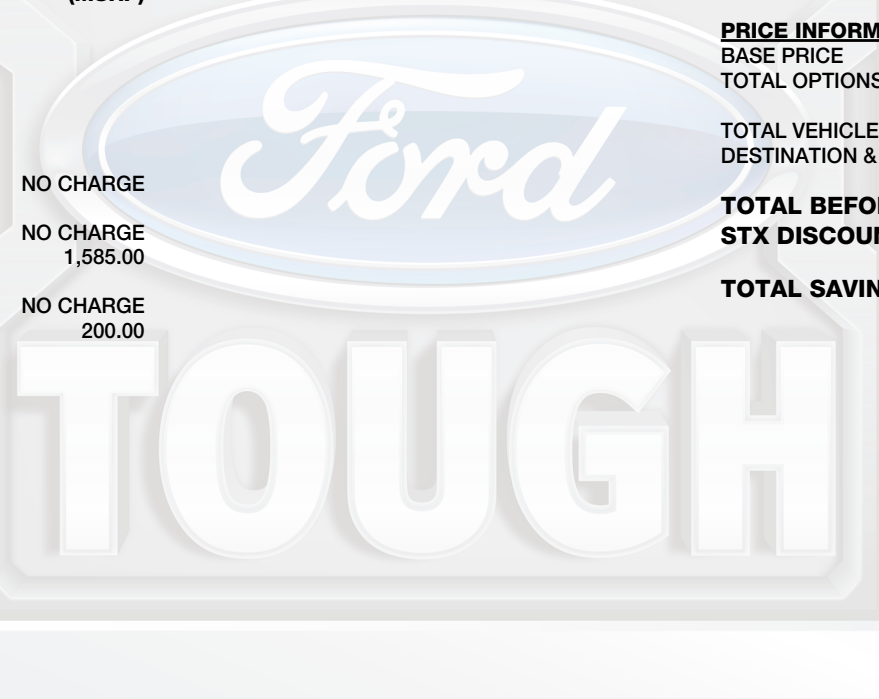 NO CHARGE
NO CHARGE
1,585.00
NO CHARGE
200.00
PRICE INFORM
BASE PRICE
TOTAL OPTIONS
TOTAL VEHICLE
DESTINATION &
TOTAL BEFO
STX DISCOU
TOTAL SAVIN
Ford
TOUGH